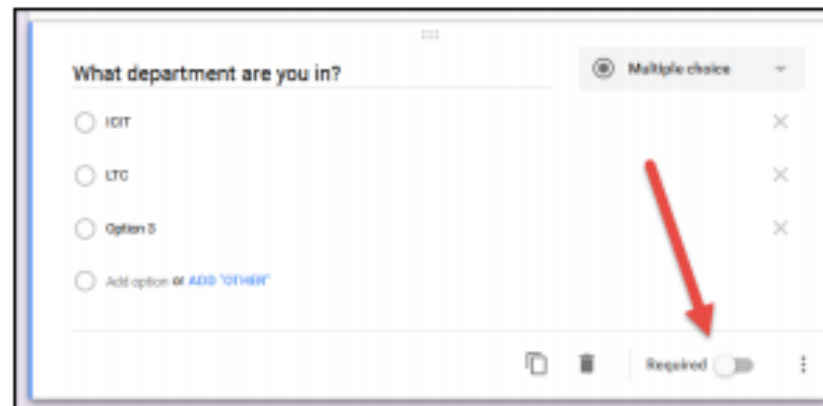 What department are you in?
Multiple choice
ICIT
LTC
Option 3
Add option or ADD "OTHER"
Required